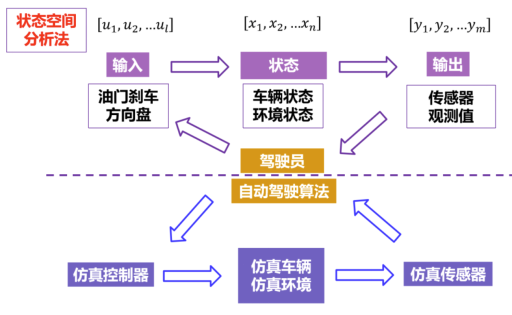 状态空间
分析法
[u₁, u₂, …uₗ]
[x₁, x₂, …xₙ]
[y₁, y₂, …yₘ]
输入
状态
输出
油门刹车
方向盘
车辆状态
环境状态
传感器
观测值
驾驶员
自动驾驶算法
仿真控制器
仿真车辆
仿真环境
仿真传感器